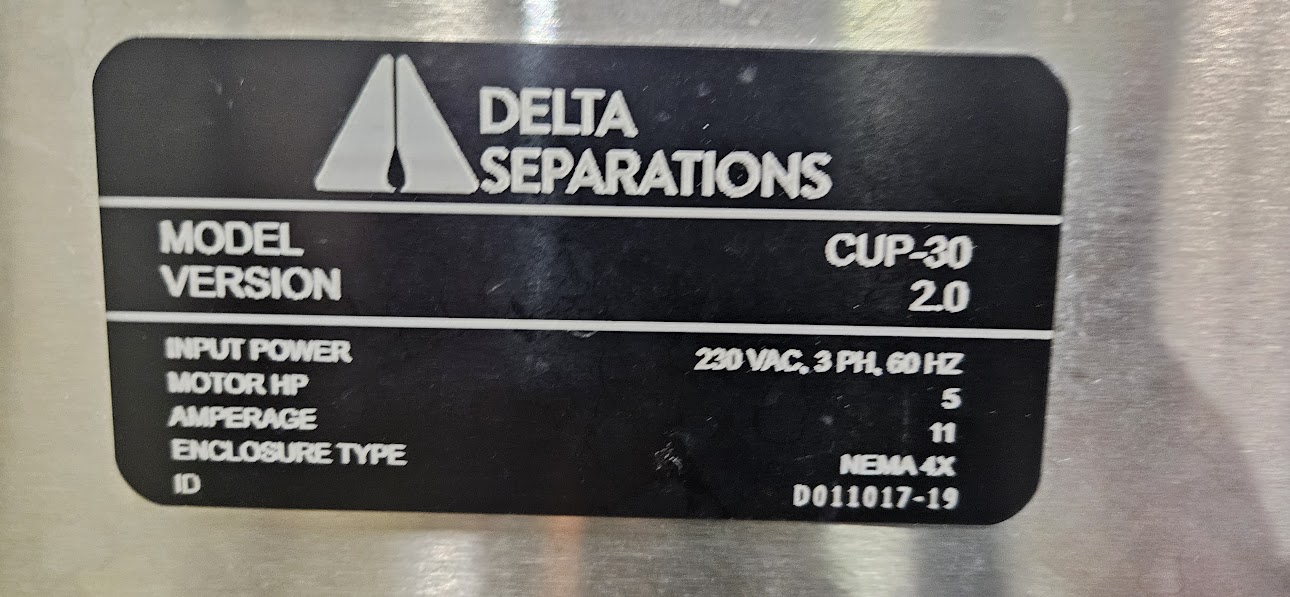 DELTA
SEPARATIONS
MODEL CUP-30
VERSION 2.0
INPUT POWER 230 VAC, 3 PH, 60 HZ
MOTOR HP 5
AMPERAGE 11
ENCLOSURE TYPE NEMA 4X
ID D011017-19